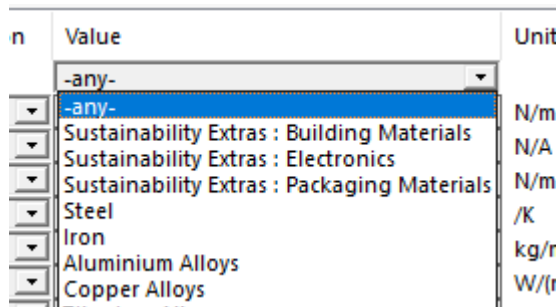 Value
Unit
-any-
-any-
Sustainability Extras : Building Materials
Sustainability Extras : Electronics
Sustainability Extras : Packaging Materials
Steel
Iron
Aluminium Alloys
Copper Alloys
N/m
N/A
N/m
/K